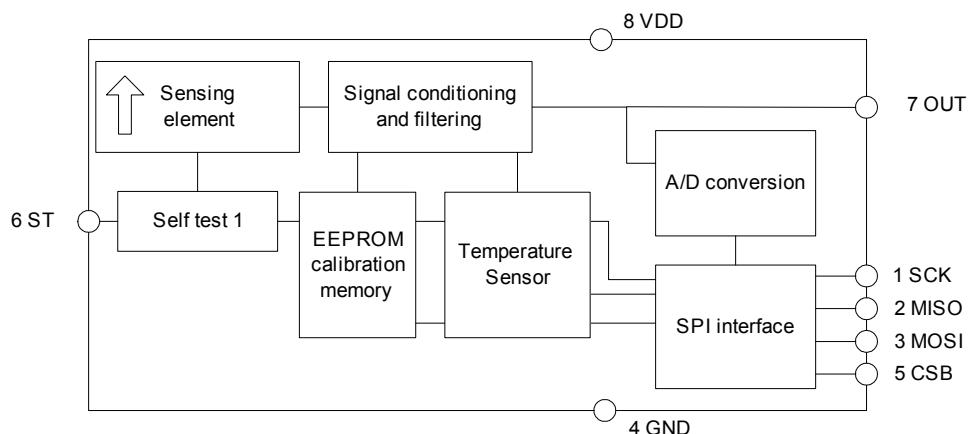 8 VDD
Sensing
element
Signal conditioning
and filtering
7 OUT
A/D conversion
6 ST
Self test 1
EEPROM
calibration
memory
Temperature
Sensor
SPI interface
1 SCK
2 MISO
3 MOSI
5 CSB
4 GND